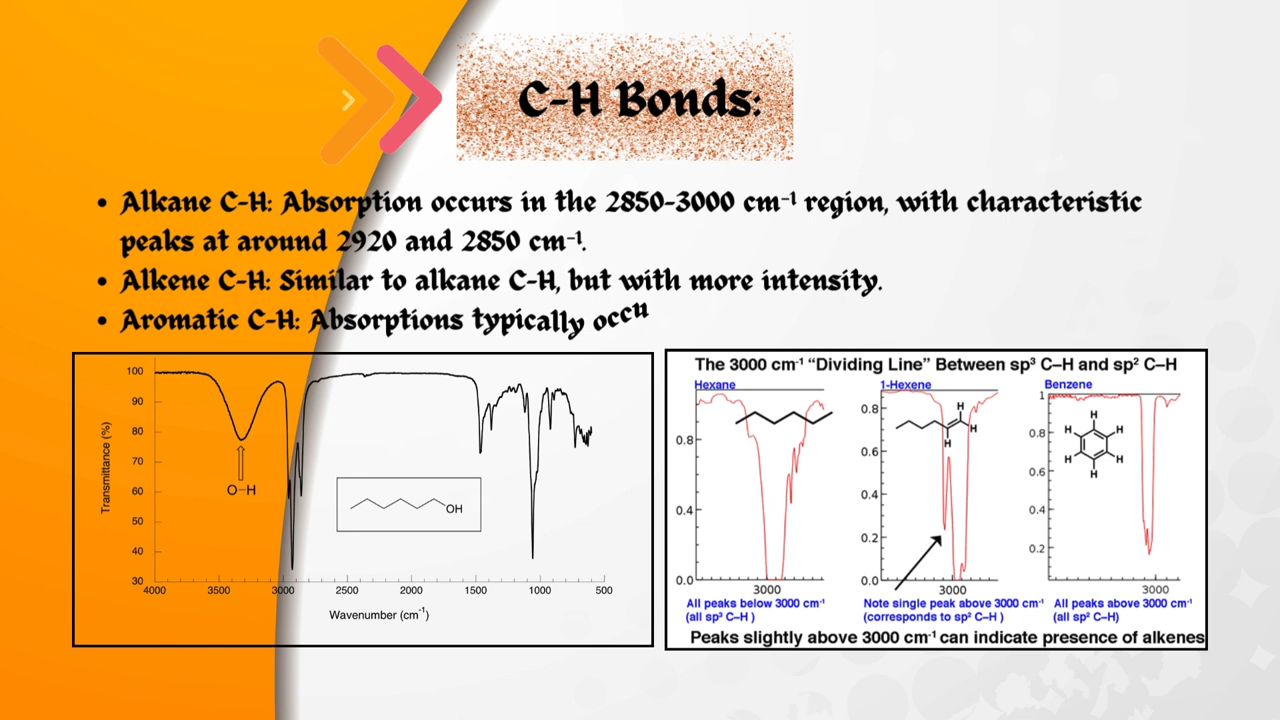 C-H Bonds:
• Alkane C-H: Absorption occurs in the 2850-3000 cm⁻¹ region, with characteristic
peaks at around 2920 and 2850 cm⁻¹.
• Alkene C-H: Similar to alkane C-H, but with more intensity.
• Aromatic C-H: Absorptions typically occu
100
90
80
70
60
50
40
30
Transmittance (%)
O-H
OH
4000 3500 3000 2500 2000 1500 1000 500
Wavenumber (cm⁻¹)
The 3000 cm⁻¹ “Dividing Line” Between sp³ C–H and sp² C–H
Hexane
0.8
0.4
0.0
3000
All peaks below 3000 cm⁻¹
(all sp³ C–H )
1-Hexene
0.8
0.6
0.4
0.2
0.0
H
H
H
3000
Note single peak above 3000 cm⁻¹
(corresponds to sp² C–H )
Benzene
1
0.8
0.6
0.4
0.2
H
H H
H H
H
3000
All peaks above 3000 cm⁻¹
(all sp² C–H)
Peaks slightly above 3000 cm⁻¹ can indicate presence of alkenes